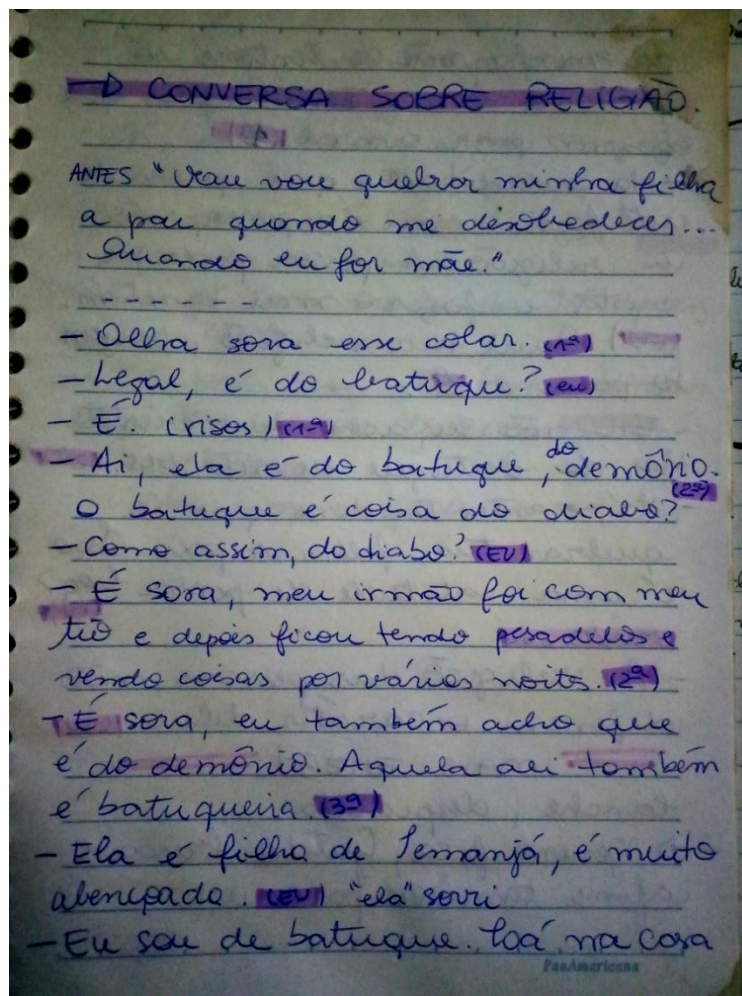 → CONVERSA SOBRE RELIGIÃO.
ANTES "vou quebrar minha filha
a pau quando me desobedecer...
Quando eu for mãe."
- - - - - -
- Olha sora esse colar. (1ª)
- Legal, é do batuque? (eu)
- É. (risos) (1ª)
- Ai, ela é do batuque, do demônio.
O batuque é coisa do diabo? (2ª)
- Como assim, do diabo? (EU)
- É sora, meu irmão foi com meu
tio e depois ficou tendo pesadelos e
vendo coisas por várias noites. (2ª)
- É sora, eu também acho que
é do demônio. Aquela ali também
é batuqueira. (3ª)
- Ela é filha de Iemanjá, é muito
abençoada. (EU) "ela" sorri
- Eu sou de batuque. Lá na casa
PanAmericana